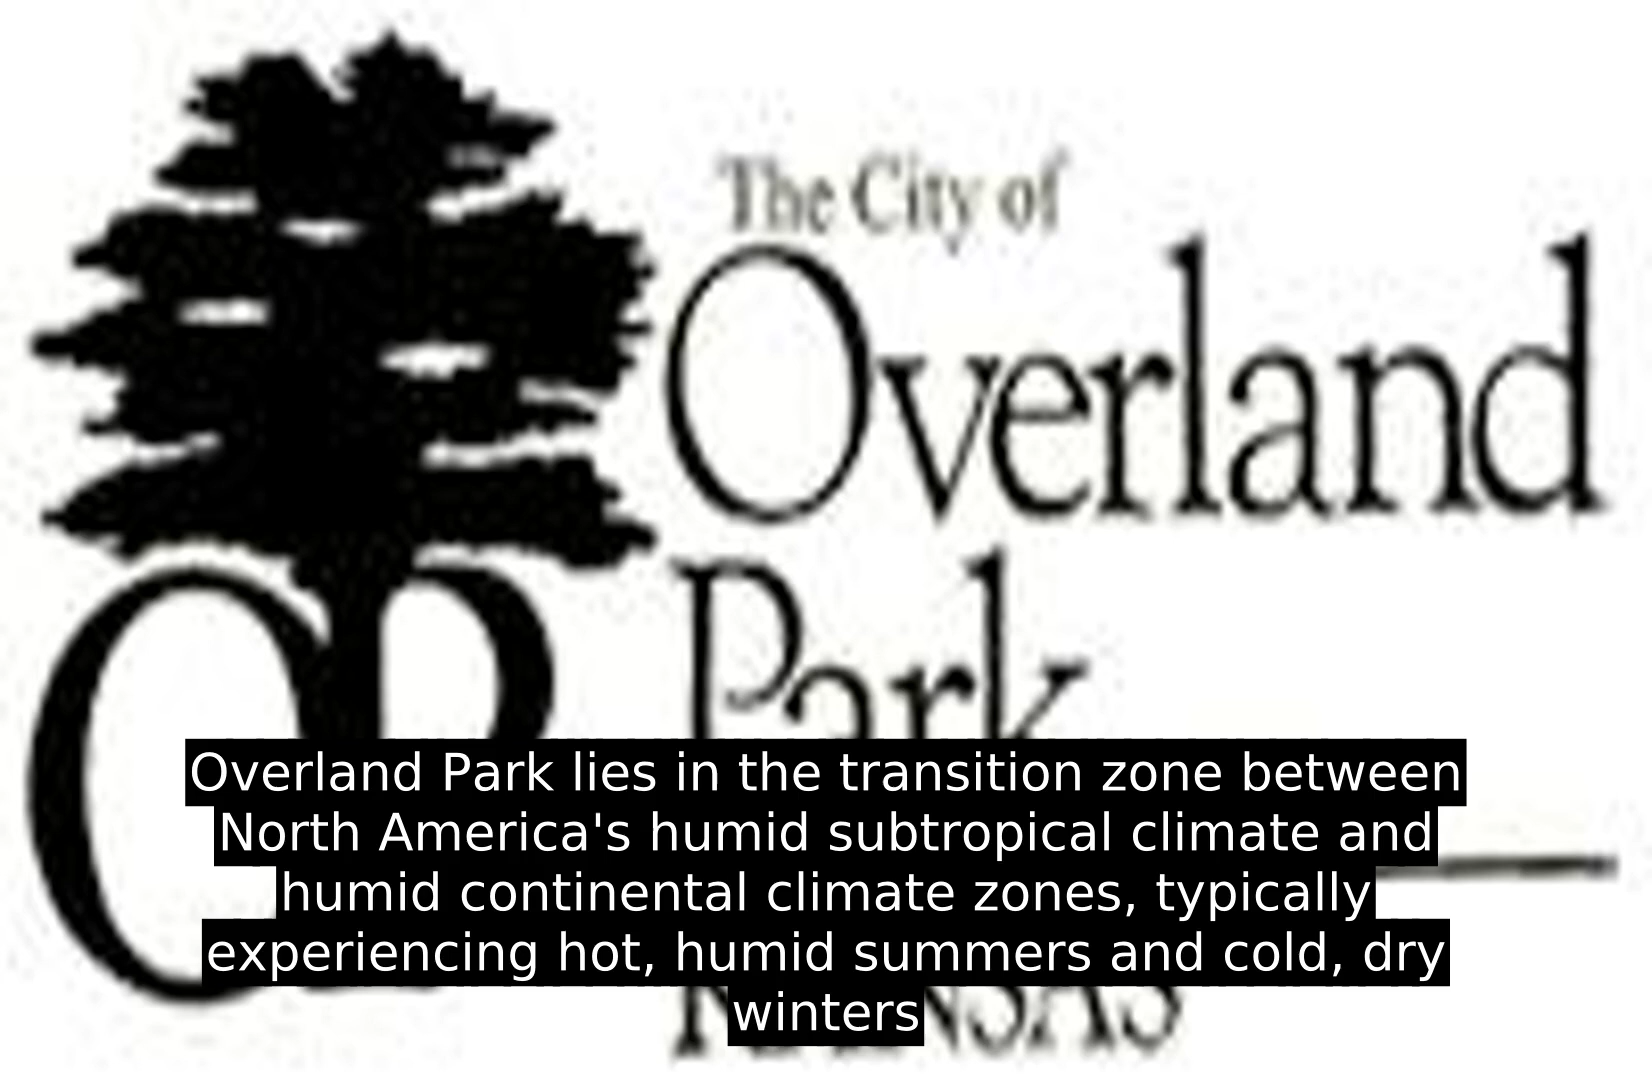 The City of
Overland
Park
Overland Park lies in the transition zone between
North America's humid subtropical climate and
humid continental climate zones, typically
experiencing hot, humid summers and cold, dry
winters
KANSAS